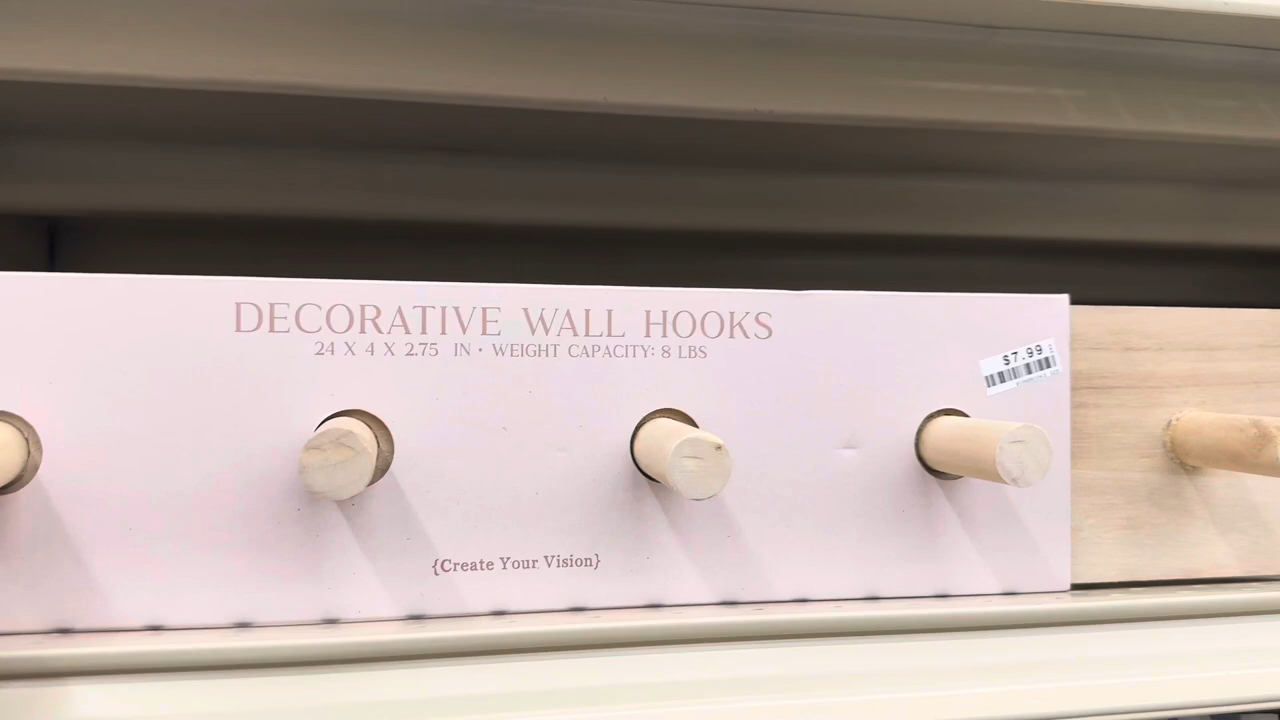 DECORATIVE WALL HOOKS
24 X 4 X 2.75 IN • WEIGHT CAPACITY: 8 LBS
$7.99
{Create Your Vision}